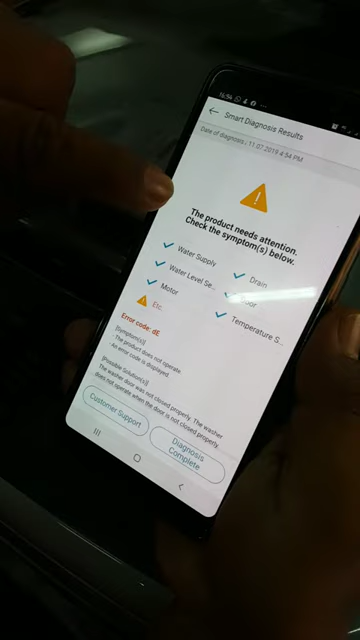 16:54
Smart Diagnosis Results
Date of diagnosis : 11.07.2019 4:54 PM
The product needs attention.
Check the symptom(s) below.
Water Supply
Drain
Water Level Se...
Motor
Temperature S...
Etc.
Error code: dE
[Symptom(s)]
- The product does not operate
- An error code is displayed.
[Possible Solution(s)]
- The washer door was not closed properly. The washer
does not operate when the door is not closed properly.
Customer Support
Diagnosis
Complete